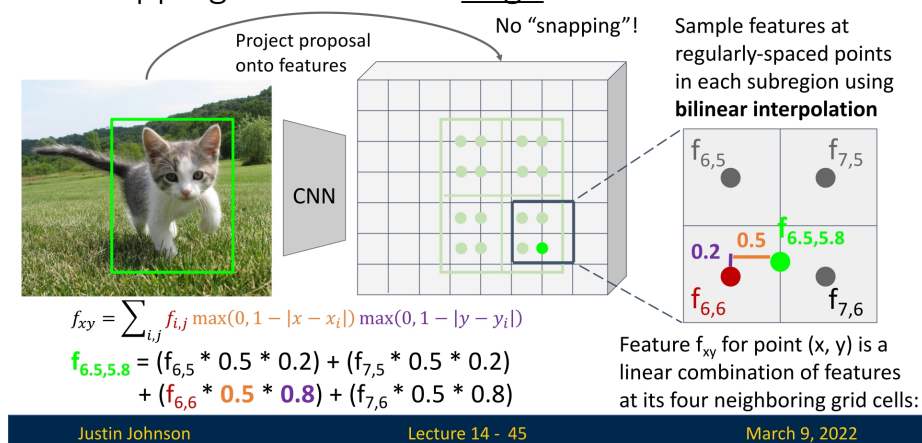 No “snapping”!
Project proposal
onto features
CNN
Sample features at
regularly-spaced points
in each subregion using
bilinear interpolation
f6,5
f7,5
0.2
0.5
f6.5,5.8
f6,6
f7,6
fxy = ∑i,j fi,j max(0, 1 − |x − xi|) max(0, 1 − |y − yi|)
f6.5,5.8 = (f6,5 * 0.5 * 0.2) + (f7,5 * 0.5 * 0.2)
+ (f6,6 * 0.5 * 0.8) + (f7,6 * 0.5 * 0.8)
Feature fxy for point (x, y) is a
linear combination of features
at its four neighboring grid cells:
Justin Johnson
Lecture 14 - 45
March 9, 2022